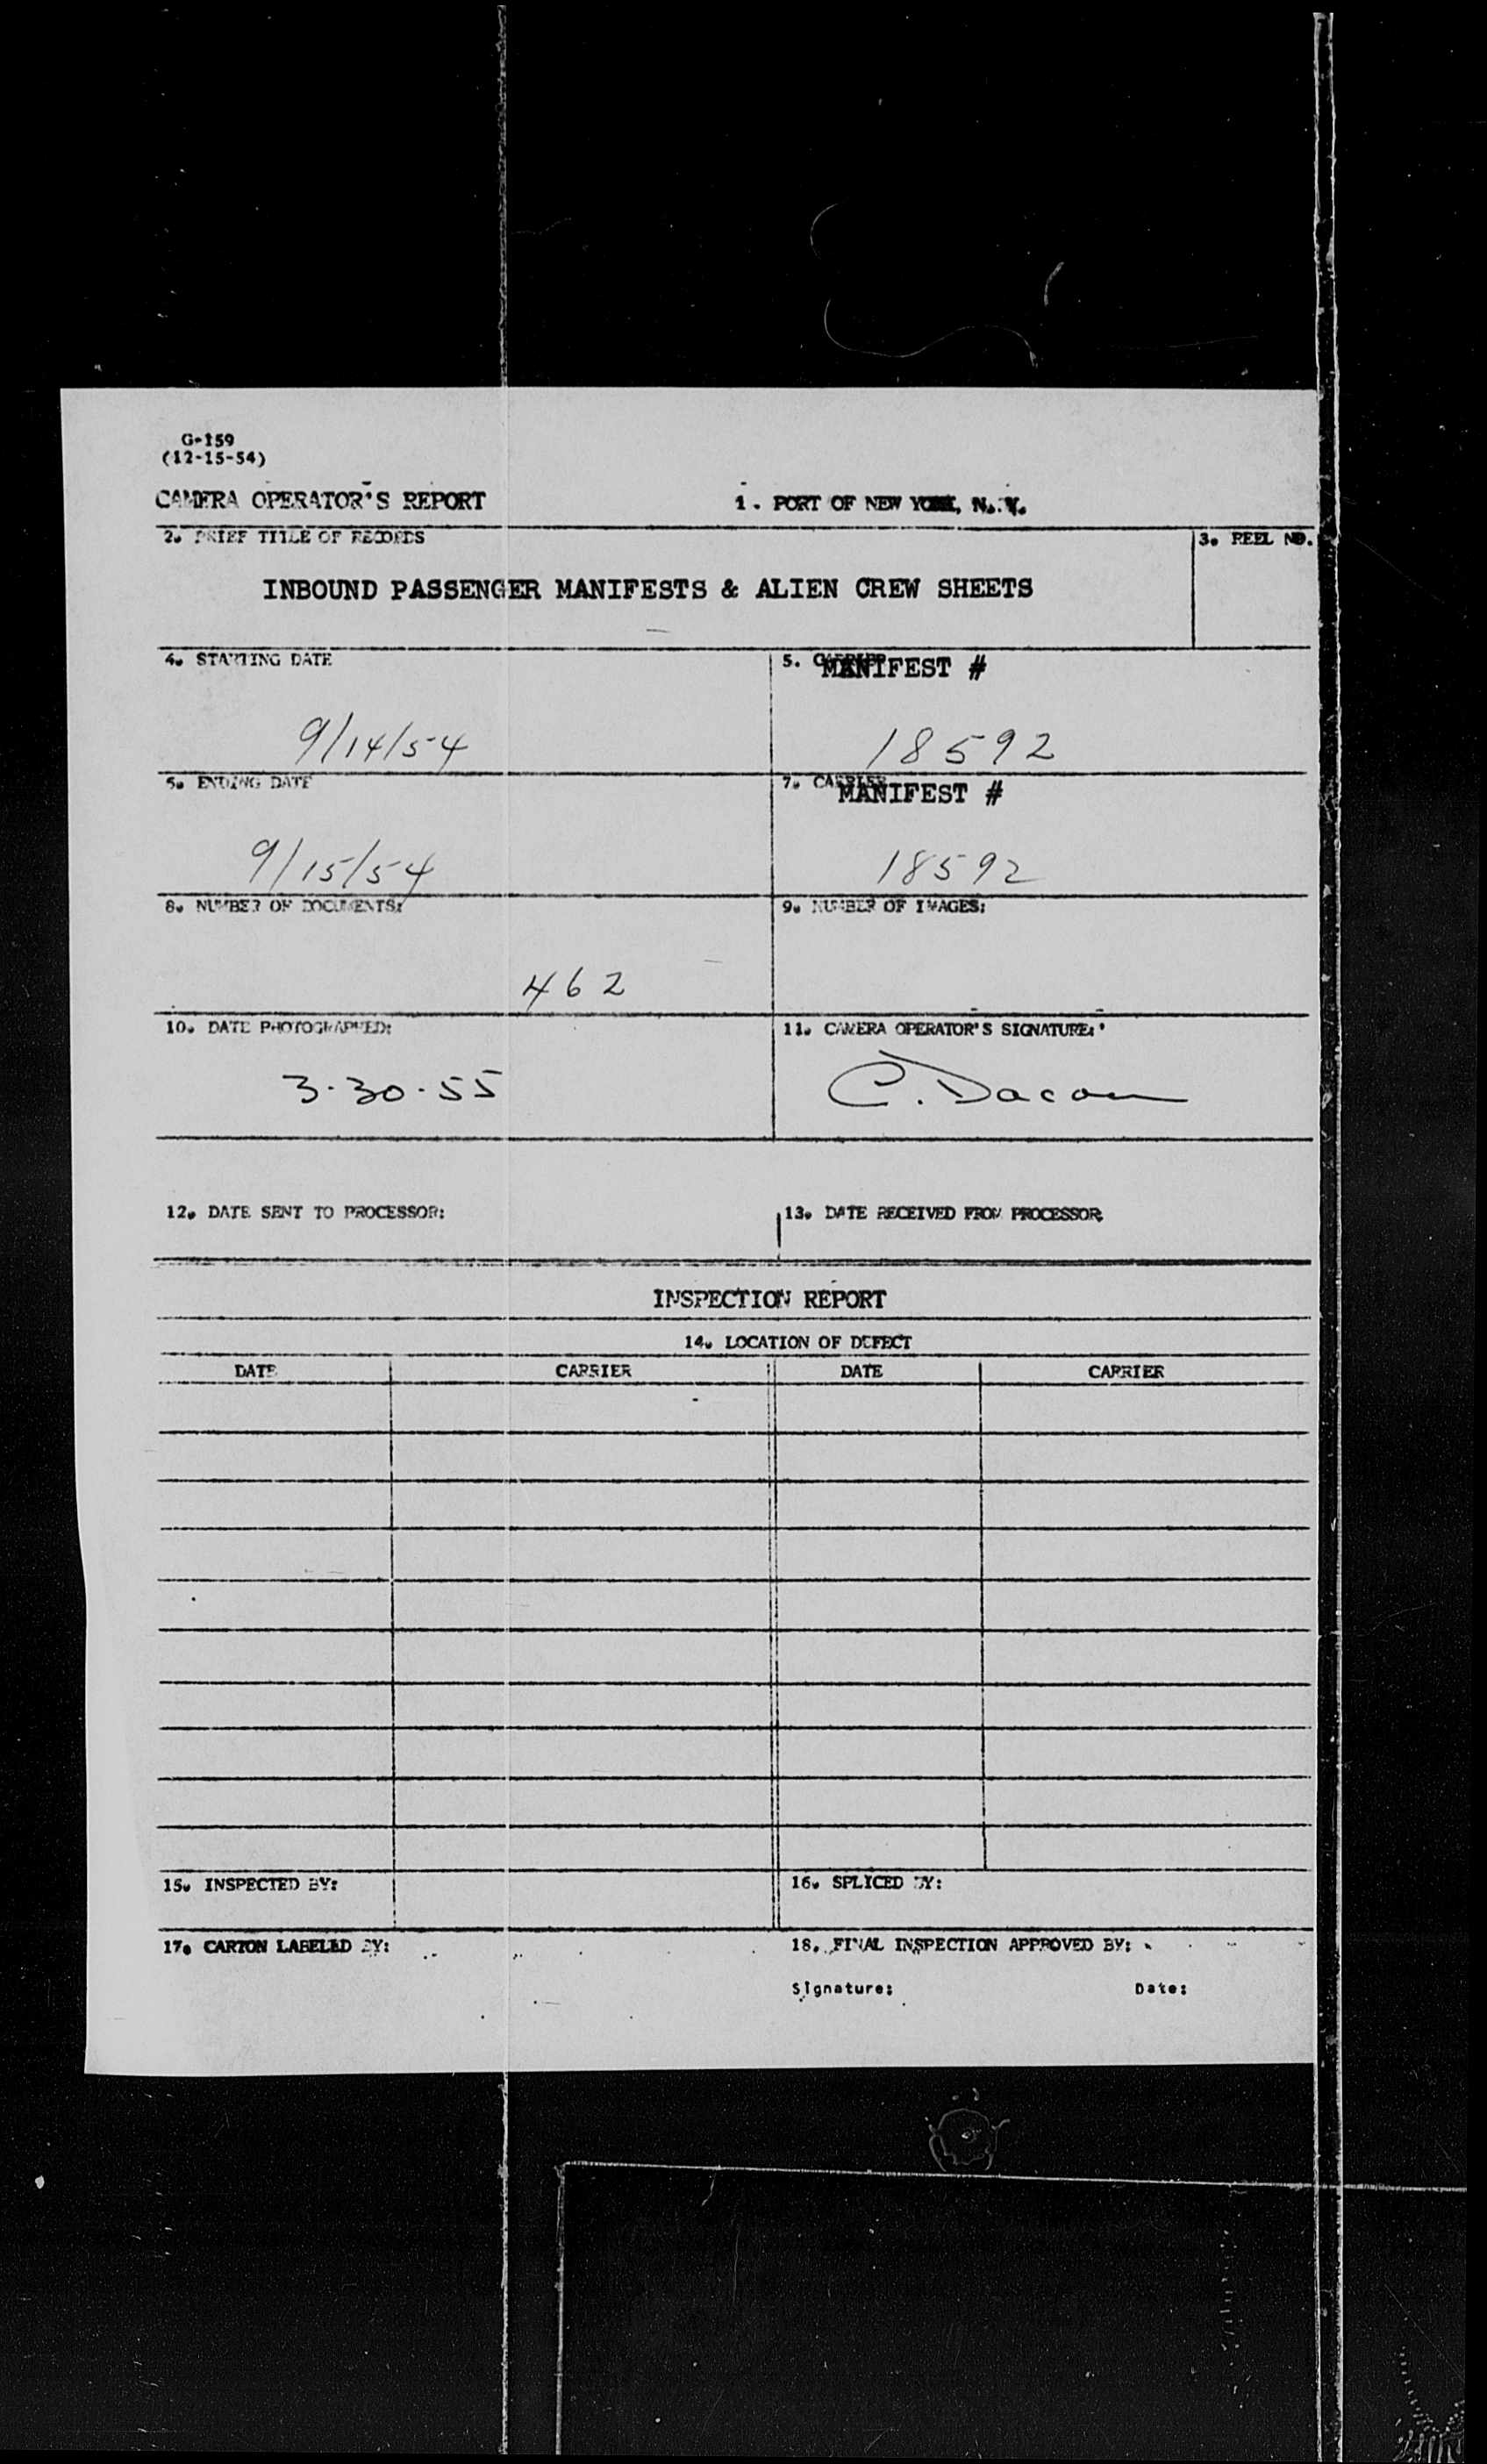 G-159
(12-15-54)
CAMERA OPERATOR'S REPORT 1. PORT OF NEW YORK, N. Y.
2. BRIEF TITLE OF RECORDS 3. REEL NO.
INBOUND PASSENGER MANIFESTS & ALIEN CREW SHEETS
4. STARTING DATE 5. CARRIER MANIFEST #
9/14/54 18592
5. ENDING DATE 7. CARRIER MANIFEST #
9/15/54 18592
8. NUMBER OF DOCUMENTS: 9. NUMBER OF IMAGES:
462
10. DATE PHOTOGRAPHED: 11. CAMERA OPERATOR'S SIGNATURE:
3-30-55 C. Dacon
12. DATE SENT TO PROCESSOR: 13. DATE RECEIVED FROM PROCESSOR
INSPECTION REPORT
14. LOCATION OF DEFECT
DATE CARRIER DATE CARRIER
15. INSPECTED BY: 16. SPLICED BY:
17. CARTON LABELED BY: 18. FINAL INSPECTION APPROVED BY:
Signature: Date: